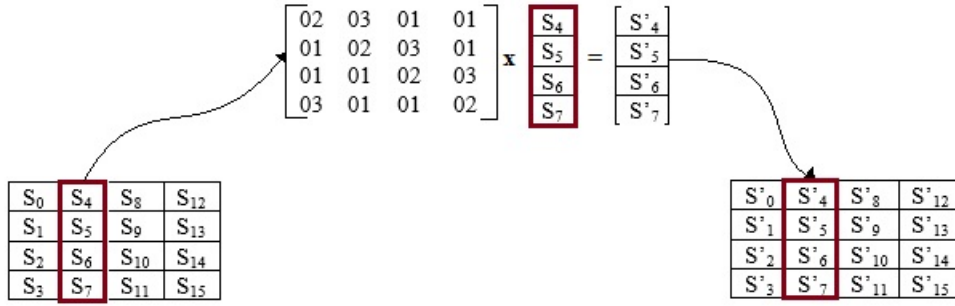 02 03 01 01
01 02 03 01
01 01 02 03
03 01 01 02
x
S4
S5
S6
S7
=
S'4
S'5
S'6
S'7
S0 S4 S8 S12
S1 S5 S9 S13
S2 S6 S10 S14
S3 S7 S11 S15
S'0 S'4 S'8 S'12
S'1 S'5 S'9 S'13
S'2 S'6 S'10 S'14
S'3 S'7 S'11 S'15